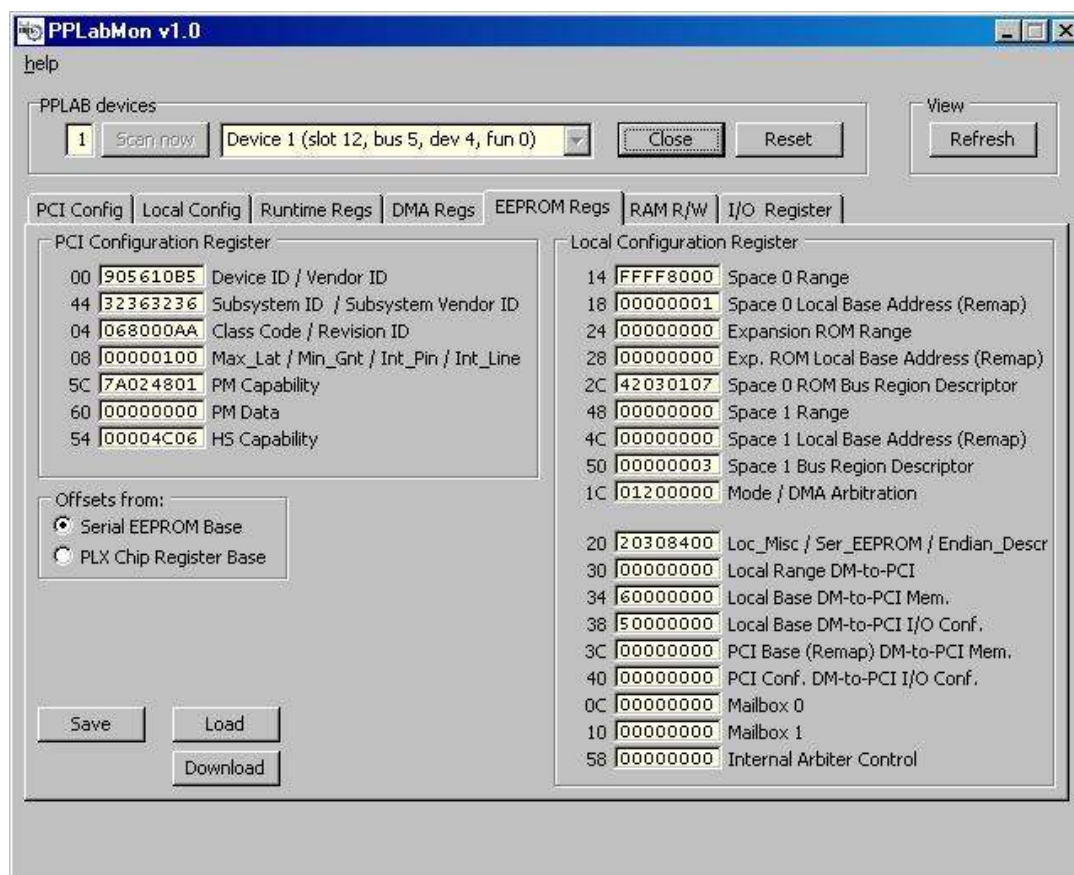 PPLabMon v1.0
help
PPLAB devices
View
1 Scan now Device 1 (slot 12, bus 5, dev 4, fun 0) Close Reset Refresh
PCI Config Local Config Runtime Regs DMA Regs EEPROM Regs RAM R/W I/O Register
PCI Configuration Register
00 905610B5 Device ID / Vendor ID
44 32363236 Subsystem ID / Subsystem Vendor ID
04 068000AA Class Code / Revision ID
08 00000100 Max_Lat / Min_Gnt / Int_Pin / Int_Line
5C 7A024801 PM Capability
60 00000000 PM Data
54 00004C06 HS Capability
Offsets from:
Serial EEPROM Base
PLX Chip Register Base
Save Load
Download
Local Configuration Register
14 FFFF8000 Space 0 Range
18 00000001 Space 0 Local Base Address (Remap)
24 00000000 Expansion ROM Range
28 00000000 Exp. ROM Local Base Address (Remap)
2C 42030107 Space 0 ROM Bus Region Descriptor
48 00000000 Space 1 Range
4C 00000000 Space 1 Local Base Address (Remap)
50 00000003 Space 1 Bus Region Descriptor
1C 01200000 Mode / DMA Arbitration
20 20308400 Loc_Misc / Ser_EEPROM / Endian_Descr
30 00000000 Local Range DM-to-PCI
34 60000000 Local Base DM-to-PCI Mem.
38 50000000 Local Base DM-to-PCI I/O Conf.
3C 00000000 PCI Base (Remap) DM-to-PCI Mem.
40 00000000 PCI Conf. DM-to-PCI I/O Conf.
0C 00000000 Mailbox 0
10 00000000 Mailbox 1
58 00000000 Internal Arbiter Control